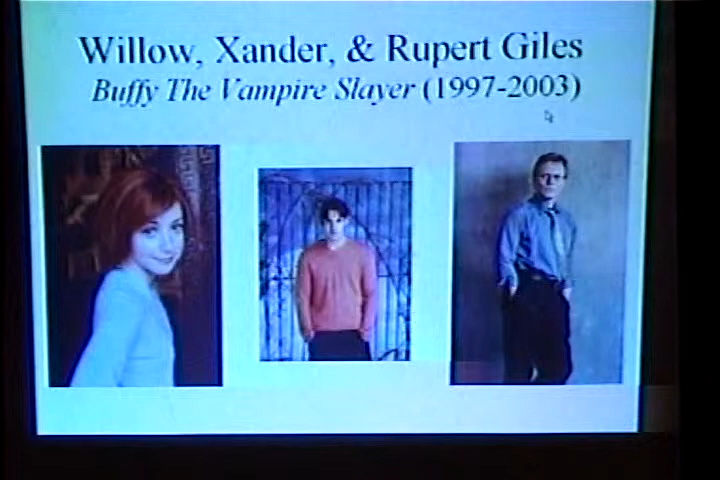 Willow, Xander, & Rupert Giles
Buffy The Vampire Slayer (1997-2003)